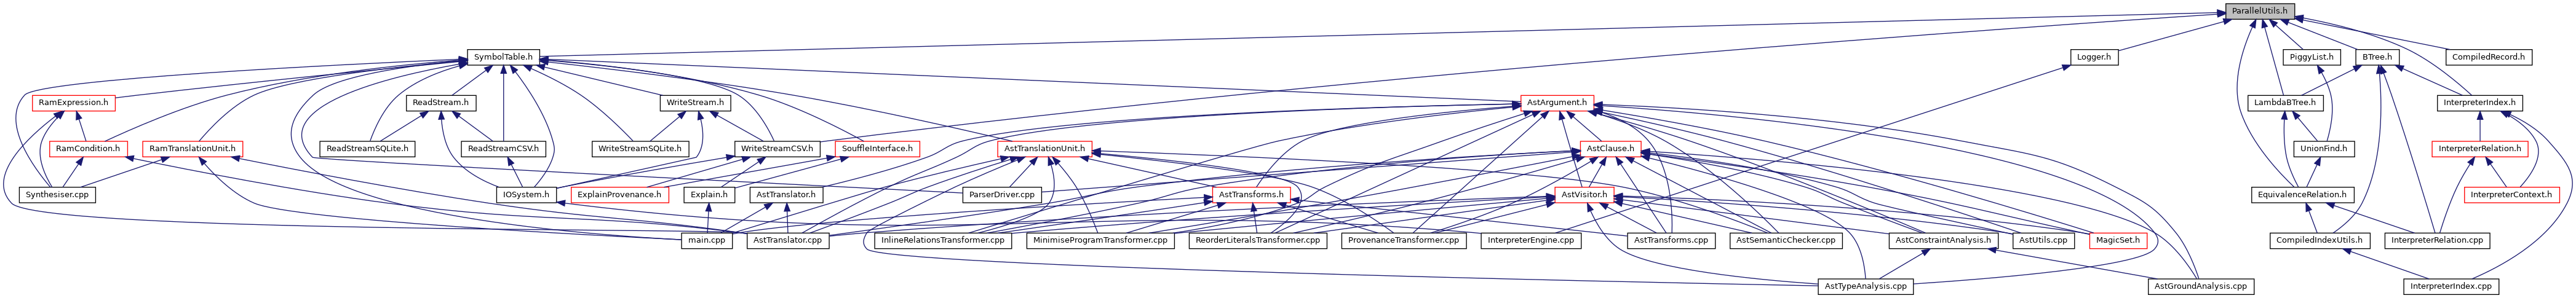 ParallelUtils.h
SymbolTable.h
Logger.h
PiggyList.h
BTree.h
CompiledRecord.h
RamExpression.h
ReadStream.h
WriteStream.h
AstArgument.h
LambdaBTree.h
InterpreterIndex.h
RamCondition.h
RamTranslationUnit.h
ReadStreamSQLite.h
ReadStreamCSV.h
WriteStreamSQLite.h
WriteStreamCSV.h
SouffleInterface.h
AstTranslationUnit.h
AstClause.h
UnionFind.h
InterpreterRelation.h
Synthesiser.cpp
IOSystem.h
ExplainProvenance.h
Explain.h
AstTranslator.h
ParserDriver.cpp
AstTransforms.h
AstVisitor.h
EquivalenceRelation.h
InterpreterContext.h
main.cpp
AstTranslator.cpp
InlineRelationsTransformer.cpp
MinimiseProgramTransformer.cpp
ReorderLiteralsTransformer.cpp
ProvenanceTransformer.cpp
InterpreterEngine.cpp
AstTransforms.cpp
AstSemanticChecker.cpp
AstConstraintAnalysis.h
AstUtils.cpp
MagicSet.h
CompiledIndexUtils.h
InterpreterRelation.cpp
AstTypeAnalysis.cpp
AstGroundAnalysis.cpp
InterpreterIndex.cpp